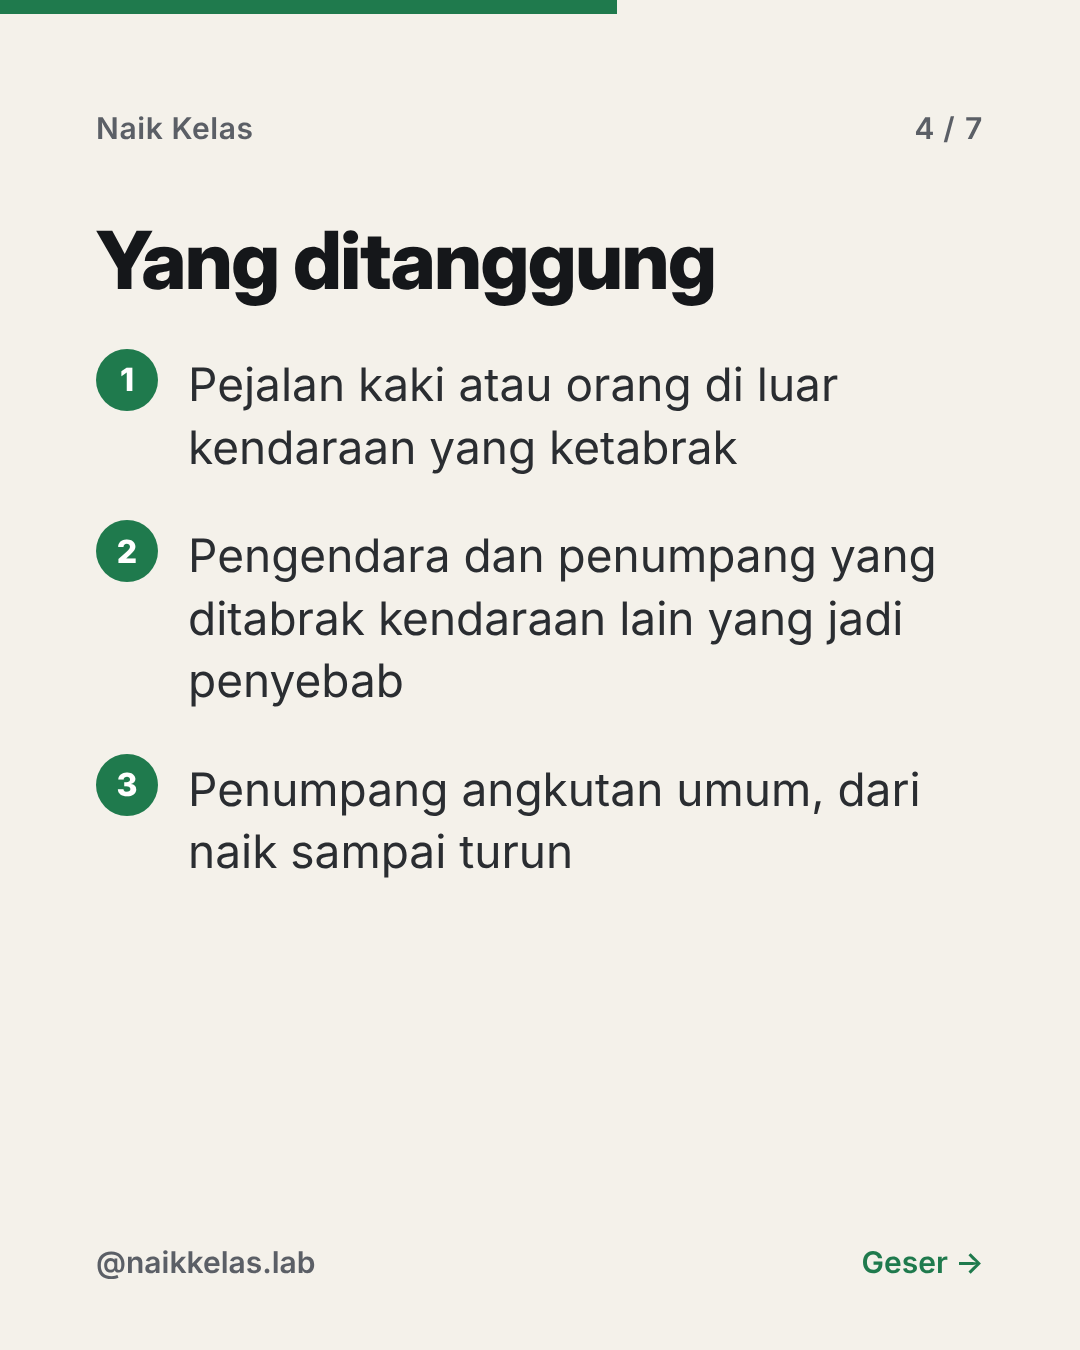 Naik Kelas
4 / 7
Yang ditanggung
1 Pejalan kaki atau orang di luar
kendaraan yang ketabrak
2 Pengendara dan penumpang yang
ditabrak kendaraan lain yang jadi
penyebab
3 Penumpang angkutan umum, dari
naik sampai turun
@naikkelas.lab
Geser →